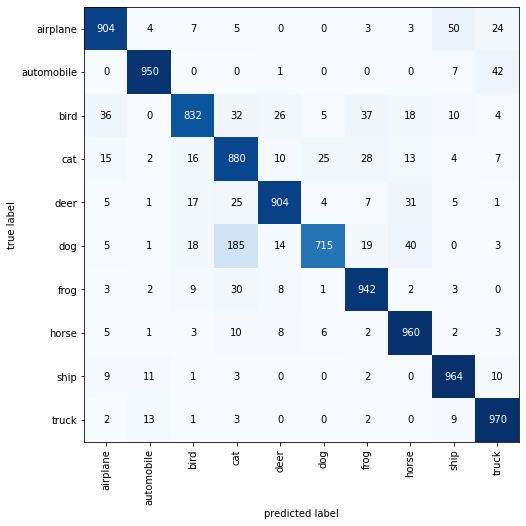 true label
airplane 904 4 7 5 0 0 3 3 50 24
automobile 0 950 0 0 1 0 0 0 7 42
bird 36 0 832 32 26 5 37 18 10 4
cat 15 2 16 880 10 25 28 13 4 7
deer 5 1 17 25 904 4 7 31 5 1
dog 5 1 18 185 14 715 19 40 0 3
frog 3 2 9 30 8 1 942 2 3 0
horse 5 1 3 10 8 6 2 960 2 3
ship 9 11 1 3 0 0 2 0 964 10
truck 2 13 1 3 0 0 2 0 9 970
airplane automobile bird cat deer dog frog horse ship truck
predicted label